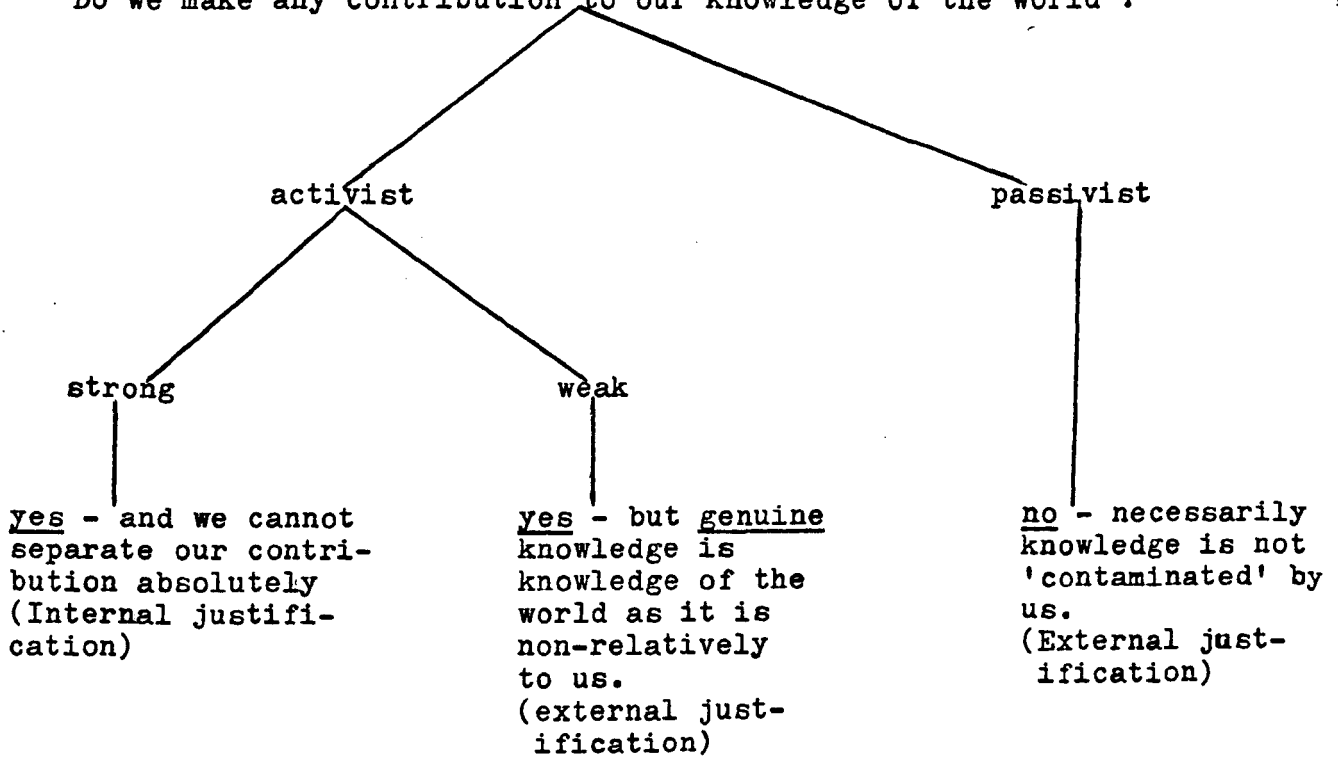 Do we make any contribution to our knowledge of the world ?
activist
passivist
strong
weak
yes - and we cannot
separate our contri-
bution absolutely
(Internal justifi-
cation)
yes - but genuine
knowledge is
knowledge of the
world as it is
non-relatively
to us.
(external just-
ification)
no - necessarily
knowledge is not
'contaminated' by
us.
(External just-
ification)